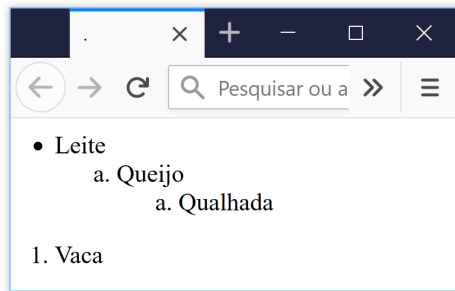 .
Pesquisar ou a
• Leite
a. Queijo
a. Qualhada
1. Vaca